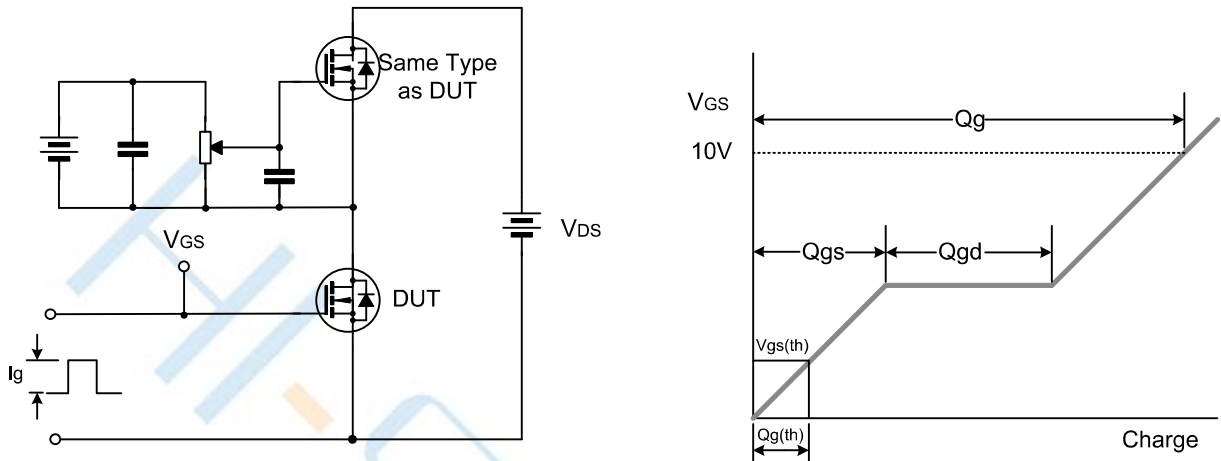 Same Type
as DUT
VGS
VDS
DUT
Ig
VGS
10V
Qg
Qgs
Qgd
Vgs(th)
Qg(th)
Charge